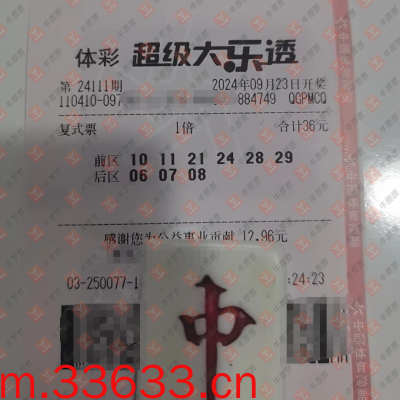 体彩 超级大乐透
第 24111期 2024年09月23日开奖
110410-097 884749 QGPMCQ
复式票 1倍 合计36元
前区 10 11 21 24 28 29
后区 06 07 08
感谢您为公益事业贡献 12.96元
03-250077-1 :24:23
中
m.33633.cn